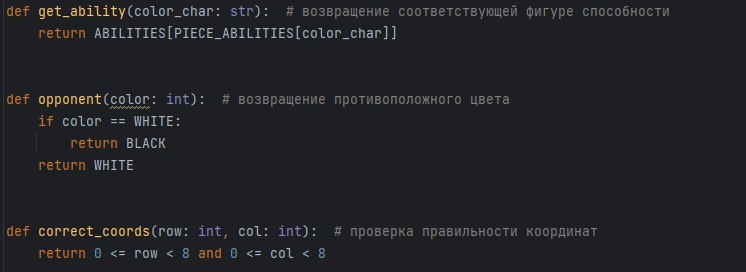 def get_ability(color_char: str):  # возвращение соответствующей фигуре способности
    return ABILITIES[PIECE_ABILITIES[color_char]]
def opponent(color: int):  # возвращение противоположного цвета
    if color == WHITE:
        return BLACK
    return WHITE
def correct_coords(row: int, col: int):  # проверка правильности координат
    return 0 <= row < 8 and 0 <= col < 8